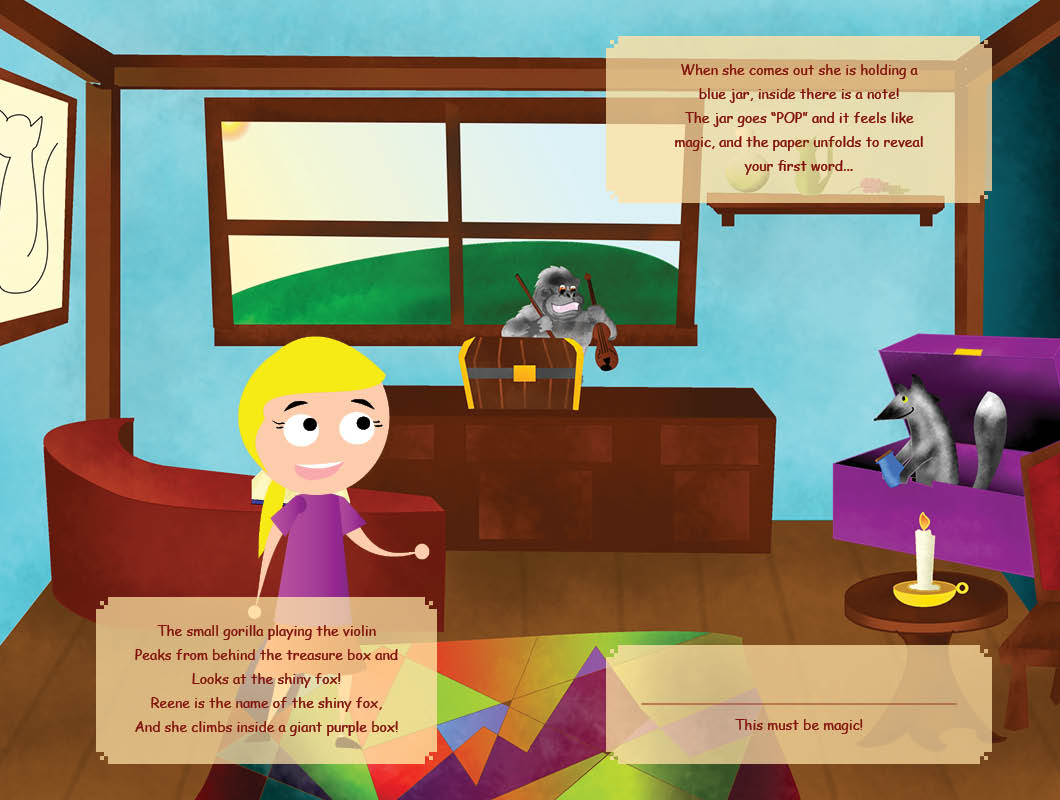 The small gorilla playing the violin
Peaks from behind the treasure box and
Looks at the shiny fox!
Reene is the name of the shiny fox,
And she climbs inside a giant purple box!
When she comes out she is holding a
blue jar, inside there is a note!
The jar goes “POP” and it feels like
magic, and the paper unfolds to reveal
your first word...
This must be magic!